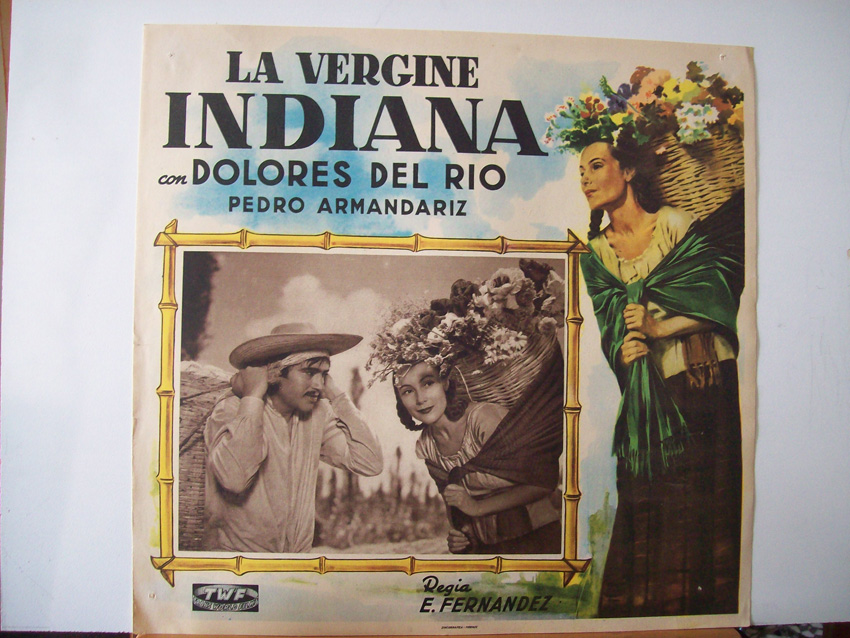 LA VERGINE
INDIANA
con DOLORES DEL RIO
PEDRO ARMANDARIZ
TWF
Regia
E. FERNANDEZ